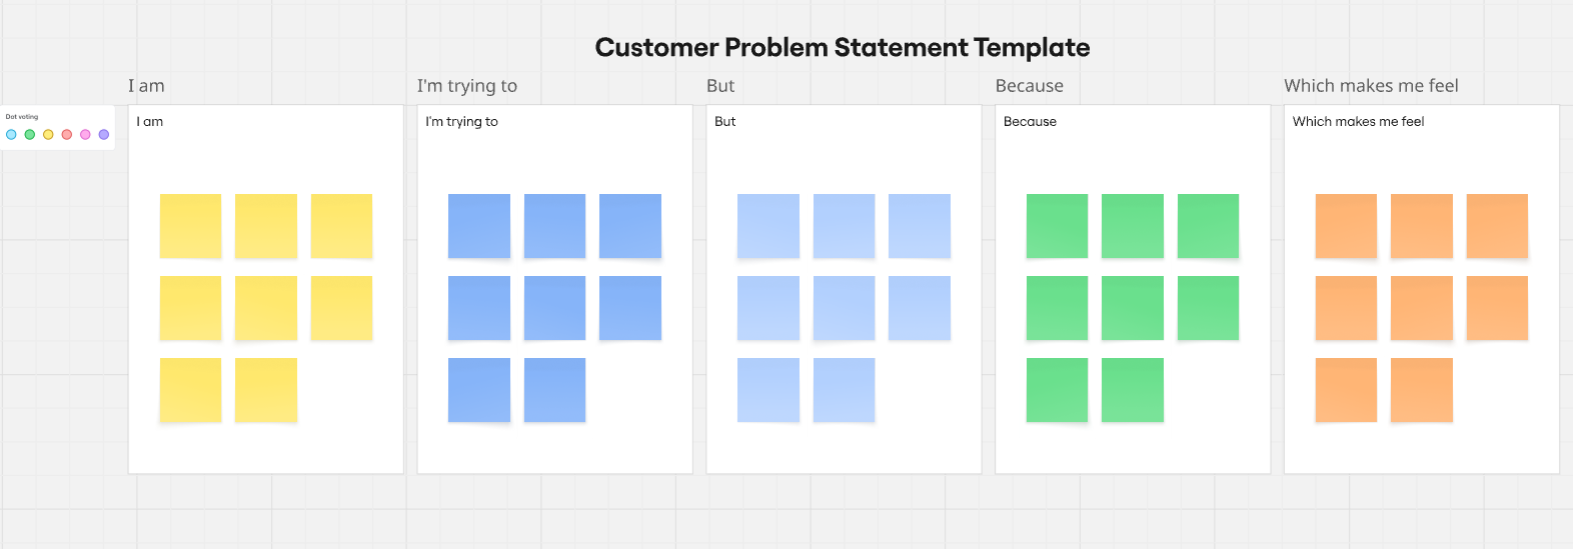 Customer Problem Statement Template
I am
I'm trying to
But
Because
Which makes me feel
Dot voting
I am
I'm trying to
But
Because
Which makes me feel